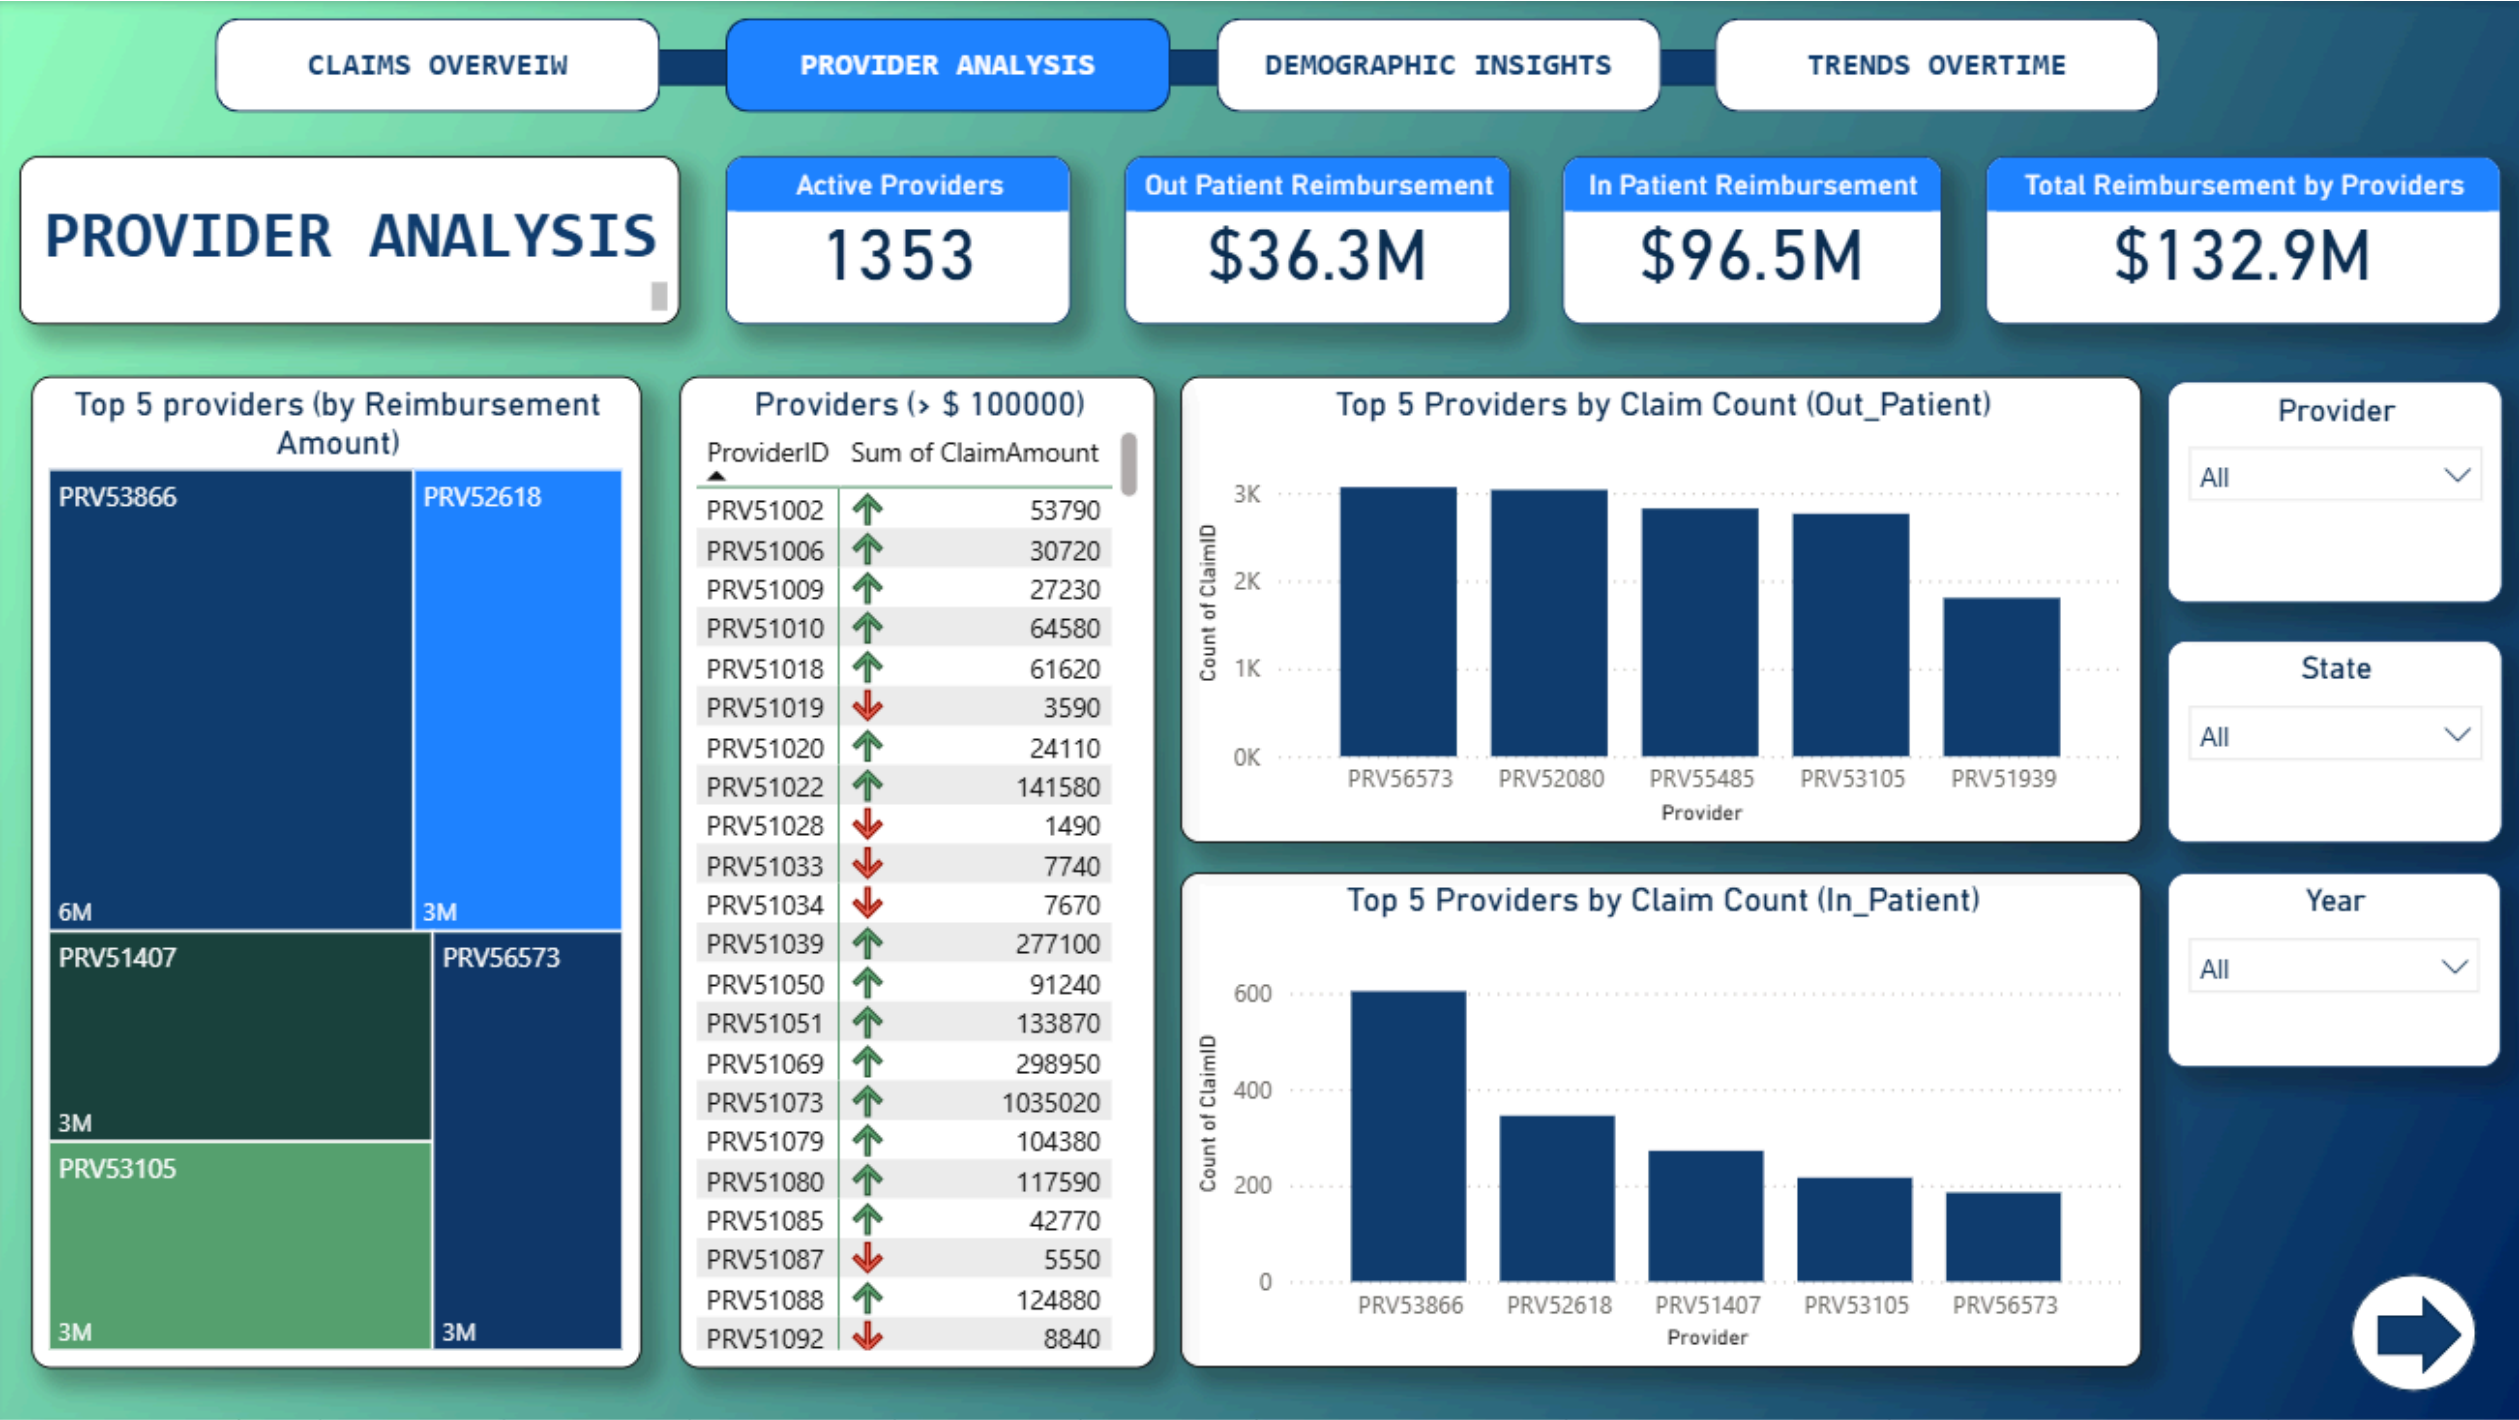 CLAIMS OVERVEIW
PROVIDER ANALYSIS
DEMOGRAPHIC INSIGHTS
TRENDS OVERTIME
PROVIDER ANALYSIS
Active Providers
1353
Out Patient Reimbursement
$36.3M
In Patient Reimbursement
$96.5M
Total Reimbursement by Providers
$132.9M
Top 5 providers (by Reimbursement
Amount)
PRV53866
6M
PRV52618
3M
PRV51407
3M
PRV53105
3M
PRV56573
3M
Providers (> $ 100000)
ProviderID Sum of ClaimAmount
PRV51002 53790
PRV51006 30720
PRV51009 27230
PRV51010 64580
PRV51018 61620
PRV51019 3590
PRV51020 24110
PRV51022 141580
PRV51028 1490
PRV51033 7740
PRV51034 7670
PRV51039 277100
PRV51050 91240
PRV51051 133870
PRV51069 298950
PRV51073 1035020
PRV51079 104380
PRV51080 117590
PRV51085 42770
PRV51087 5550
PRV51088 124880
PRV51092 8840
Top 5 Providers by Claim Count (Out_Patient)
Count of ClaimID
3K
2K
1K
0K
PRV56573 PRV52080 PRV55485 PRV53105 PRV51939
Provider
Top 5 Providers by Claim Count (In_Patient)
Count of ClaimID
600
400
200
0
PRV53866 PRV52618 PRV51407 PRV53105 PRV56573
Provider
Provider
All
State
All
Year
All